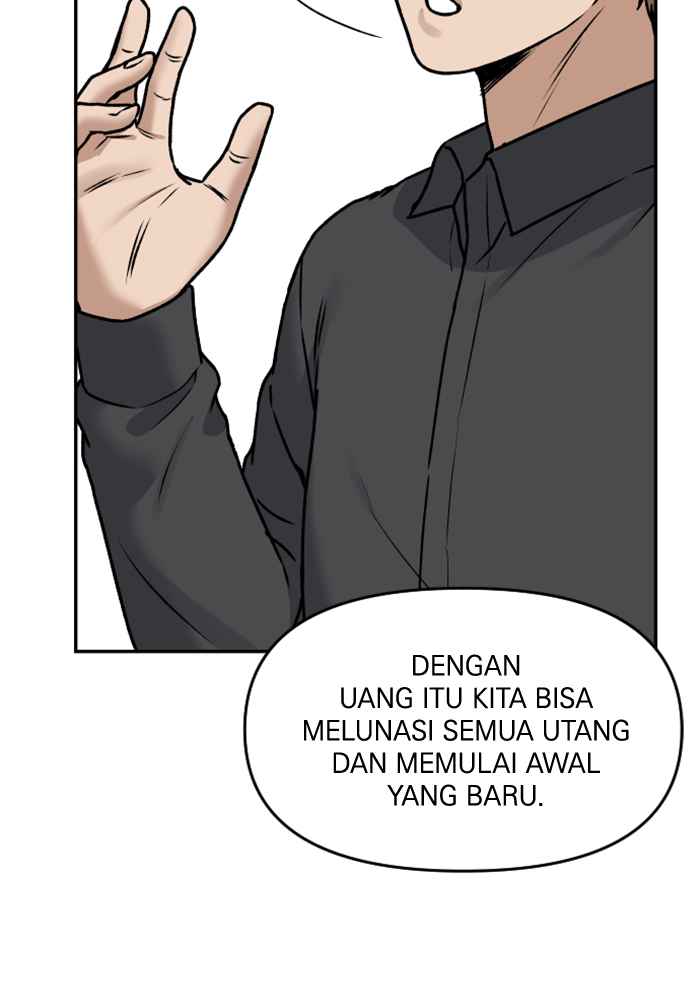 DENGAN
UANG ITU KITA BISA
MELUNASI SEMUA UTANG
DAN MEMULAI AWAL
YANG BARU.